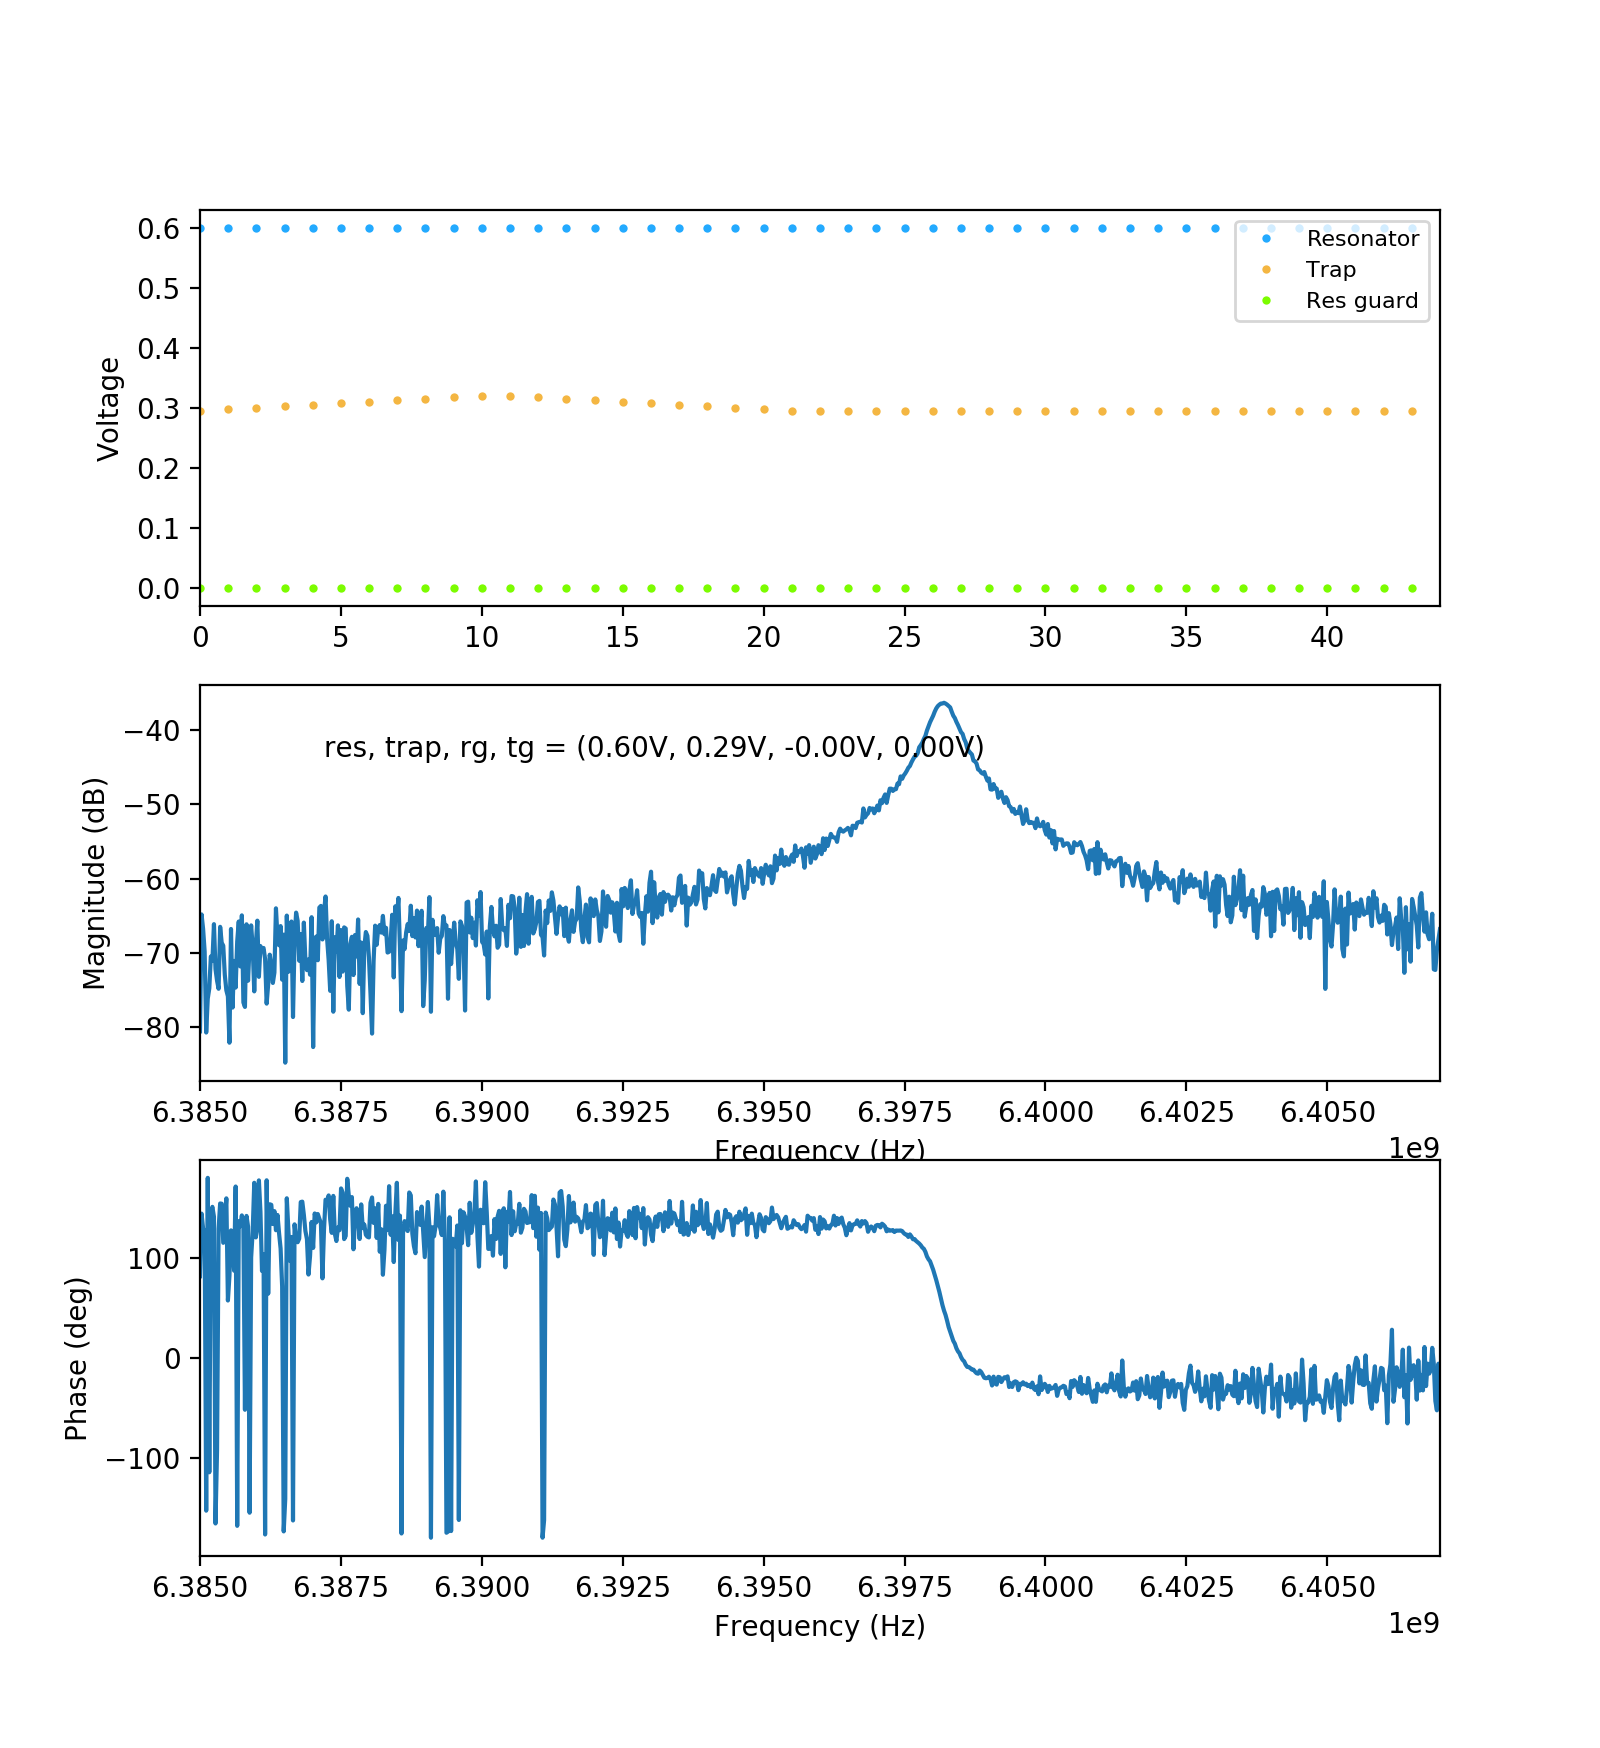 0.6
0.5
0.4
0.3
0.2
0.1
0.0
Voltage
Resonator
Trap
Res guard
0 5 10 15 20 25 30 35 40
−40
−50
−60
−70
−80
Magnitude (dB)
res, trap, rg, tg = (0.60V, 0.29V, -0.00V, 0.00V)
6.3850 6.3875 6.3900 6.3925 6.3950 6.3975 6.4000 6.4025 6.4050
Frequency (Hz)
1e9
100
0
−100
Phase (deg)
6.3850 6.3875 6.3900 6.3925 6.3950 6.3975 6.4000 6.4025 6.4050
Frequency (Hz)
1e9